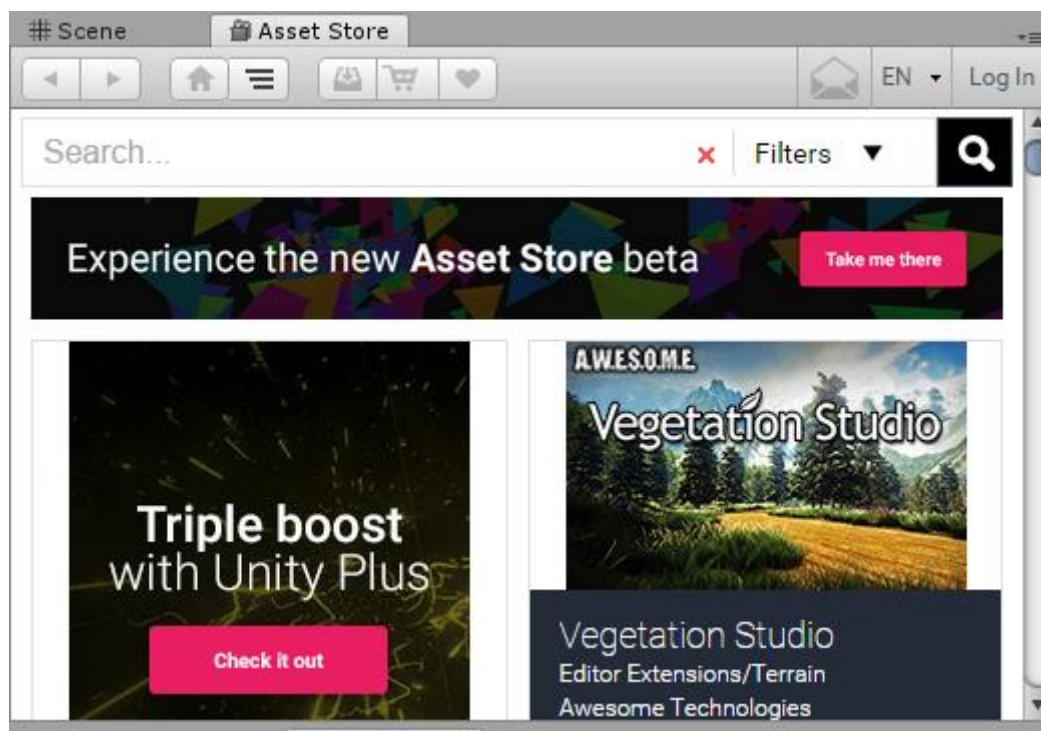 Scene
Asset Store
EN
Log In
Search...
Filters
Experience the new Asset Store beta
Take me there
Triple boost
with Unity Plus
Check it out
A.W.E.S.O.M.E.
Vegetation Studio
Vegetation Studio
Editor Extensions/Terrain
Awesome Technologies